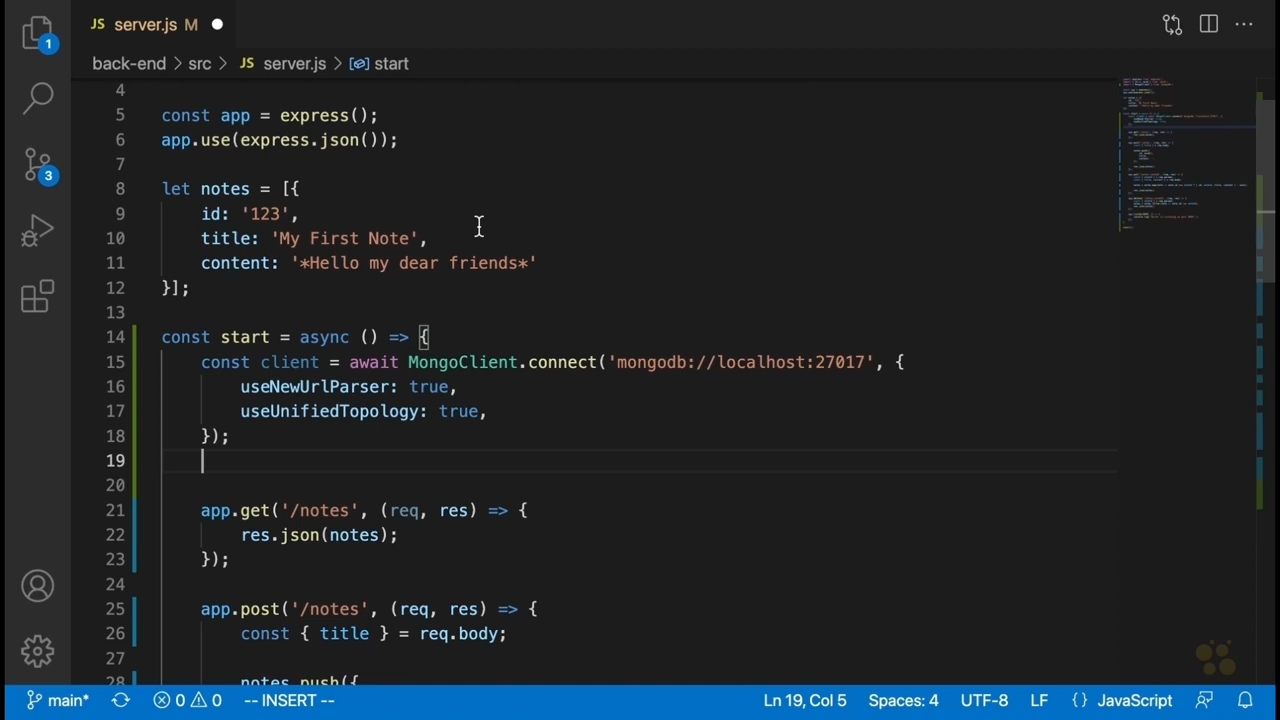 JS server.js M
1
back-end > src > JS server.js > start
4
5 const app = express();
6 app.use(express.json());
7
8 let notes = [{
9 id: '123',
10 title: 'My First Note',
11 content: '*Hello my dear friends*'
12 }];
13
14 const start = async () => {
15 const client = await MongoClient.connect('mongodb://localhost:27017', {
16 useNewUrlParser: true,
17 useUnifiedTopology: true,
18 });
19
20
21 app.get('/notes', (req, res) => {
22 res.json(notes);
23 });
24
25 app.post('/notes', (req, res) => {
26 const { title } = req.body;
27
28 notes.push({
3
main* 0 0 -- INSERT -- Ln 19, Col 5 Spaces: 4 UTF-8 LF {} JavaScript